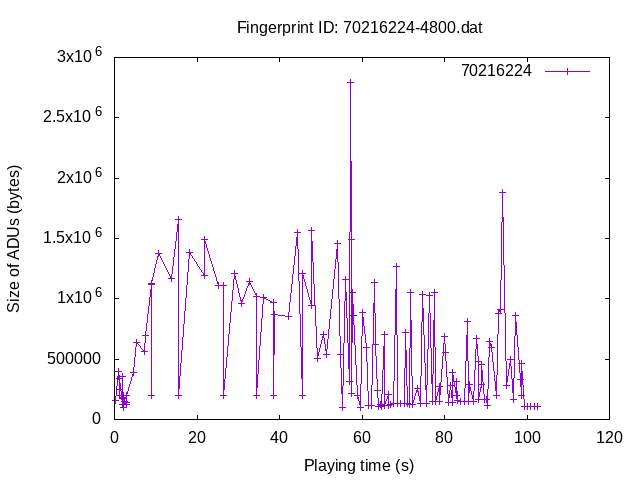 Fingerprint ID: 70216224-4800.dat
3x10^6
70216224
2.5x10^6
2x10^6
1.5x10^6
1x10^6
500000
0
Size of ADUs (bytes)
0 20 40 60 80 100 120
Playing time (s)